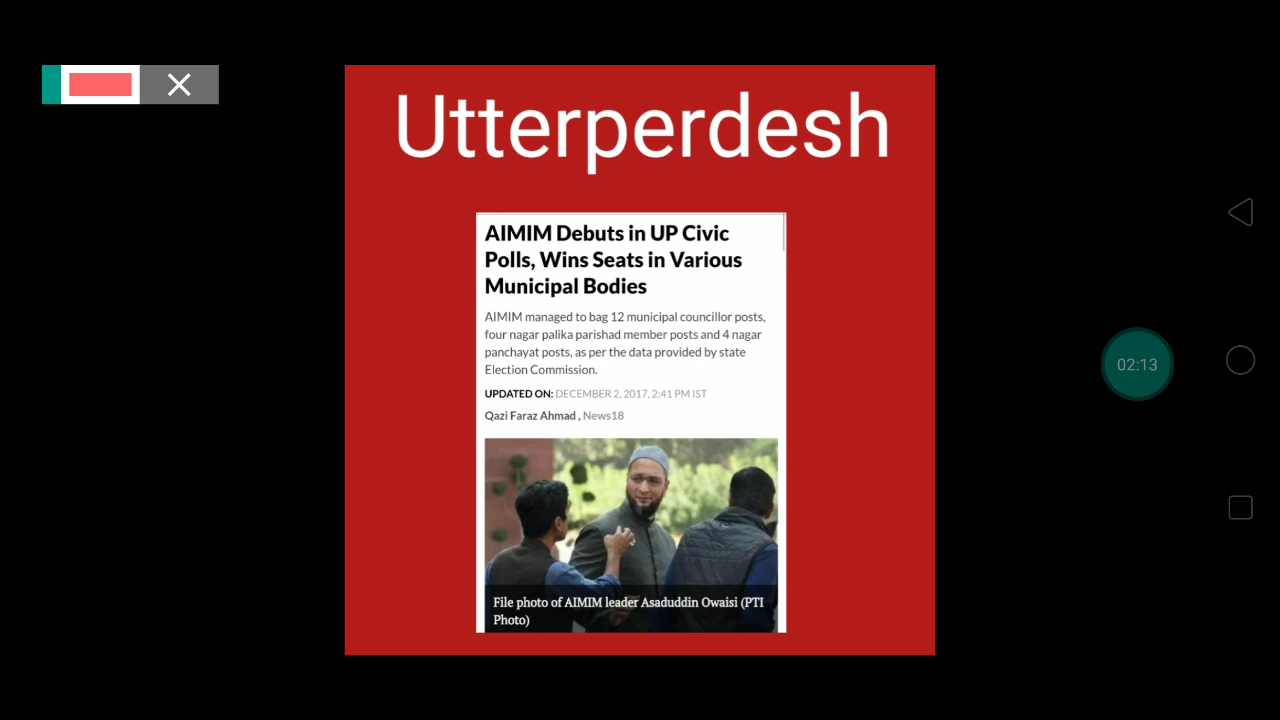 Utterperdesh
AIMIM Debuts in UP Civic
Polls, Wins Seats in Various
Municipal Bodies
AIMIM managed to bag 12 municipal councillor posts,
four nagar palika parishad member posts and 4 nagar
panchayat posts, as per the data provided by state
Election Commission.
UPDATED ON: DECEMBER 2, 2017, 2:41 PM IST
Qazi Faraz Ahmad , News18
File photo of AIMIM leader Asaduddin Owaisi (PTI
Photo)
02:13